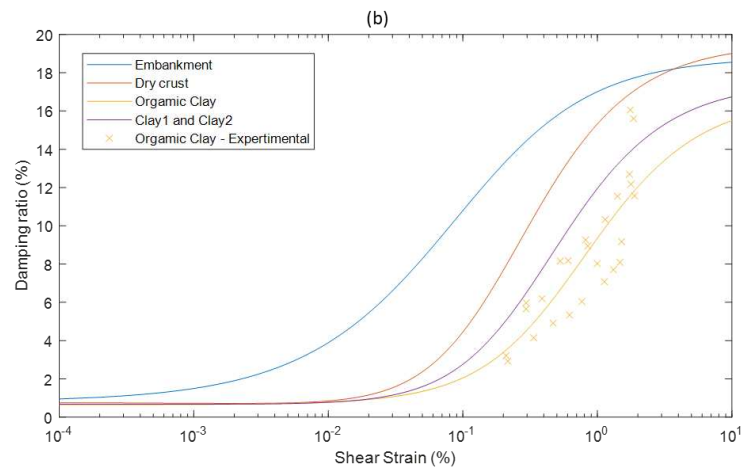 (b)
20
18
16
14
12
10
8
6
4
2
0
Damping ratio (%)
Embankment
Dry crust
Orgamic Clay
Clay1 and Clay2
Orgamic Clay - Expertimental
10-4
10-3
10-2
10-1
100
101
Shear Strain (%)